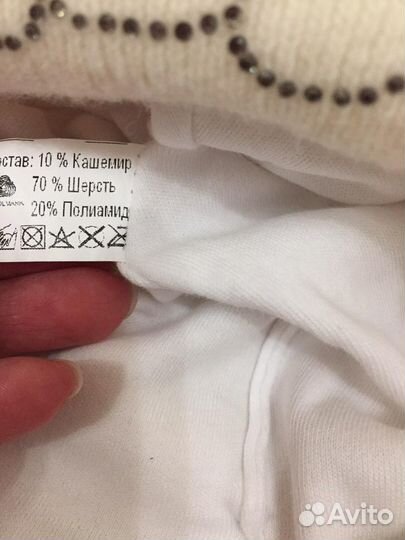 остав: 10 % Кашемир
70 % Шерсть
20% Полиамид
Avito